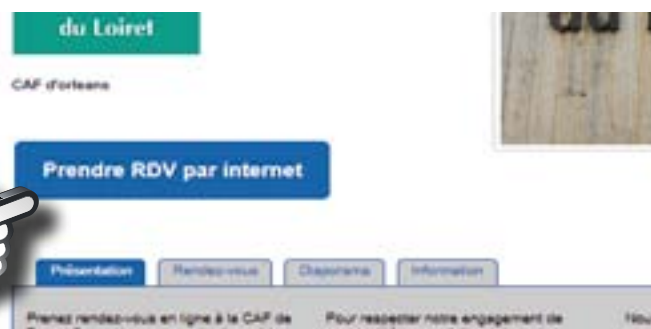 du Loiret
CAF d'orleans
Prendre RDV par internet
Présentation
Rendez-vous
Diaporama
Information
Prenez rendez-vous en ligne à la CAF de
Pour respecter notre engagement de